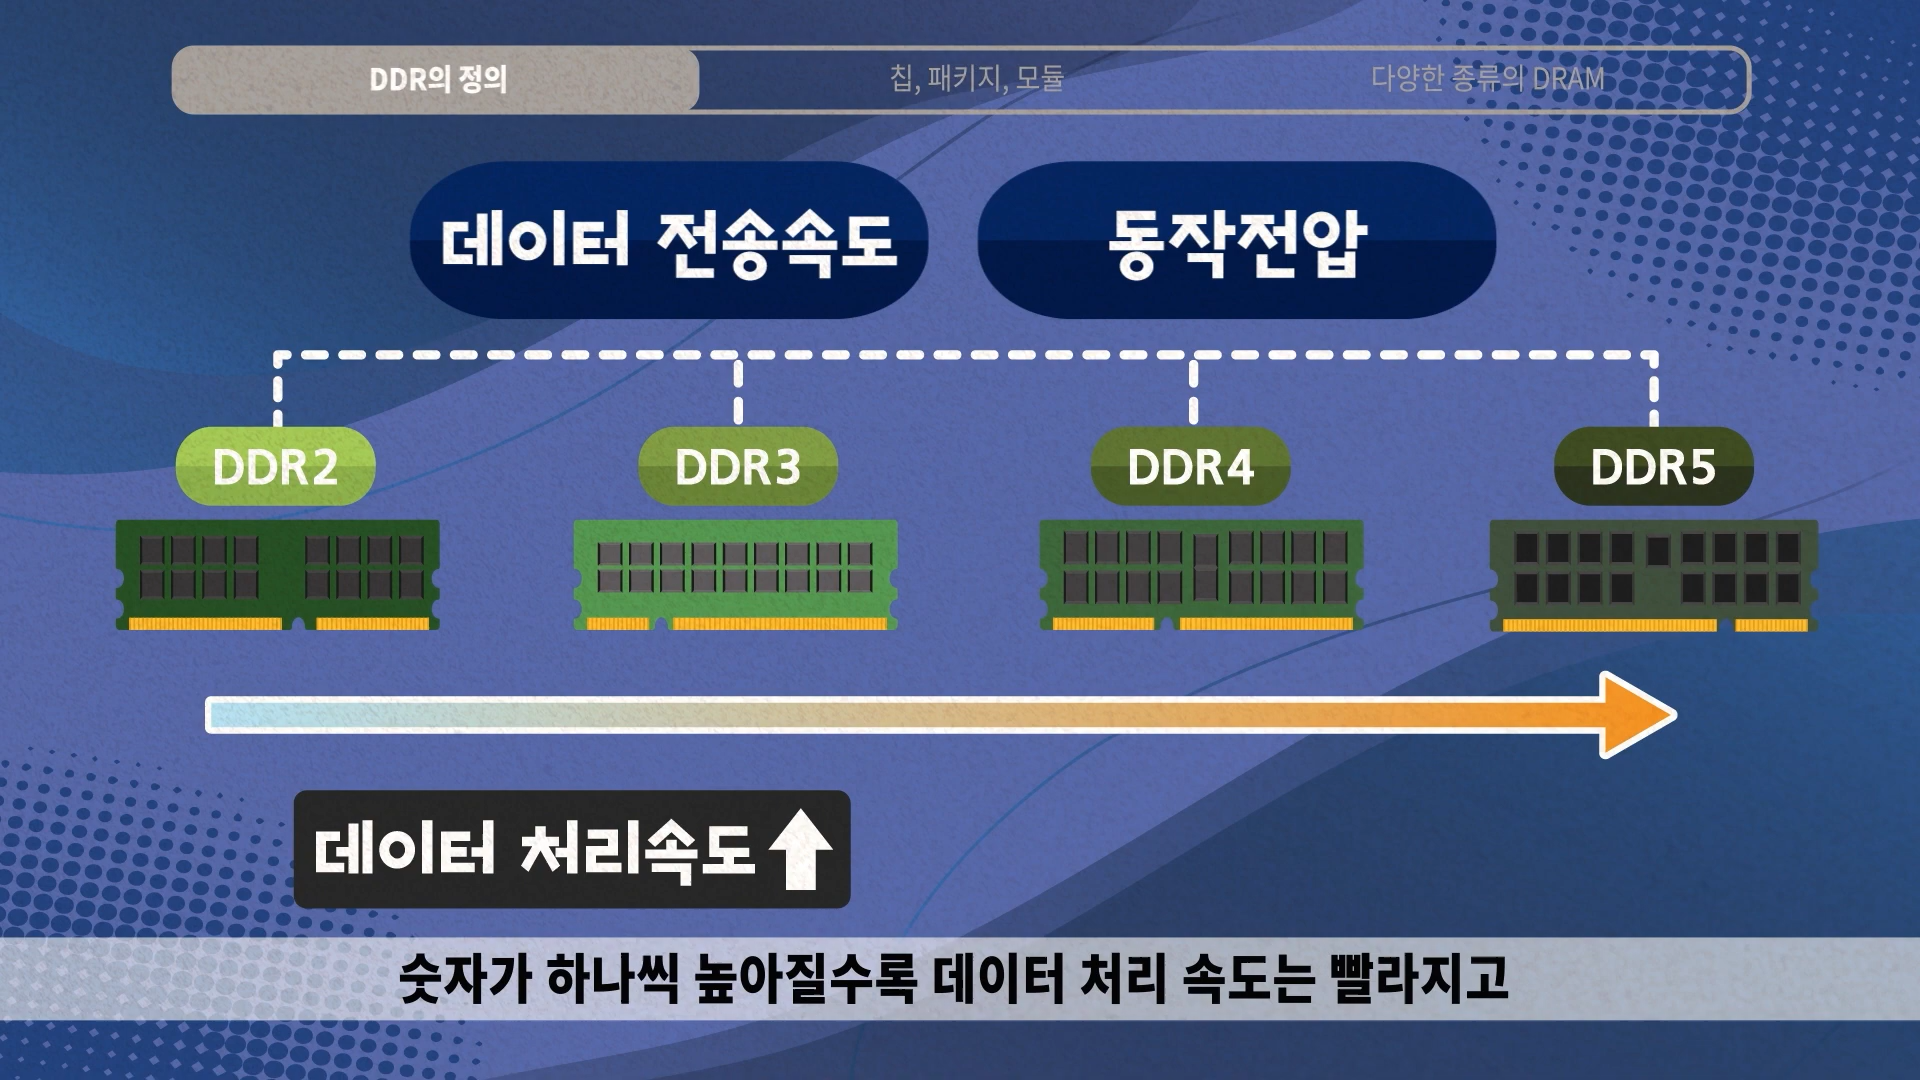 DDR의 정의
칩, 패키지, 모듈
다양한 종류의 DRAM
데이터 전송속도
동작전압
DDR2
DDR3
DDR4
DDR5
데이터 처리속도
숫자가 하나씩 높아질수록 데이터 처리 속도는 빨라지고